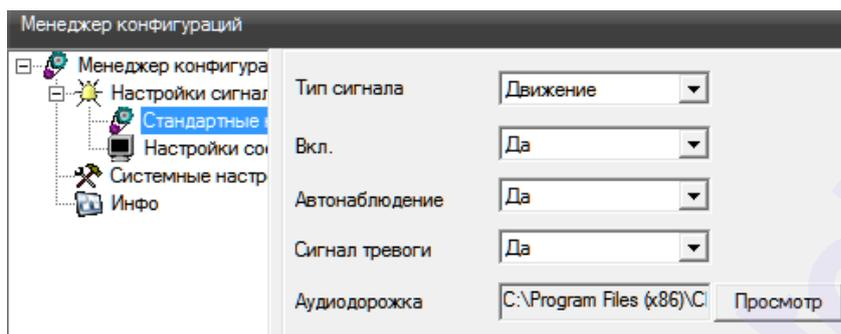 Менеджер конфигураций
Менеджер конфигура
Настройки сигнал
Стандартные
Настройки со
Системные настр
Инфо
Тип сигнала Движение
Вкл. Да
Автонаблюдение Да
Сигнал тревоги Да
Аудиодорожка C:\Program Files (x86)\C Просмотр